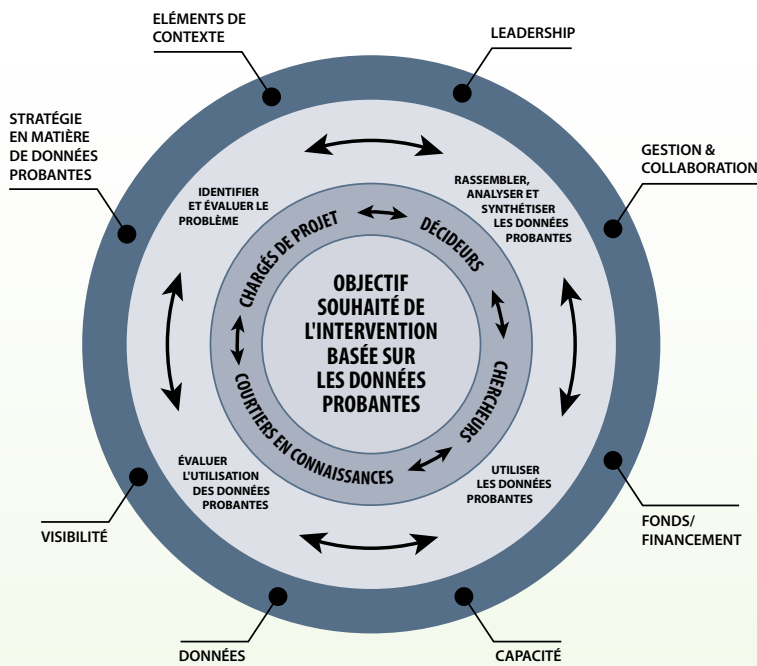 ELÉMENTS DE
CONTEXTE
LEADERSHIP
STRATÉGIE
EN MATIÈRE
DE DONNÉES
PROBANTES
GESTION &
COLLABORATION
IDENTIFIER
ET ÉVALUER LE
PROBLÈME
RASSEMBLER,
ANALYSER ET
SYNTHÉTISER
LES DONNÉES
PROBANTES
CHARGÉS DE PROJET
DÉCIDEURS
OBJECTIF
SOUHAITÉ DE
L'INTERVENTION
BASÉE SUR
LES DONNÉES
PROBANTES
CHERCHEURS
COURTIERS EN CONNAISSANCES
ÉVALUER
L'UTILISATION
DES DONNÉES
PROBANTES
UTILISER
LES DONNÉES
PROBANTES
VISIBILITÉ
FONDS/
FINANCEMENT
DONNÉES
CAPACITÉ